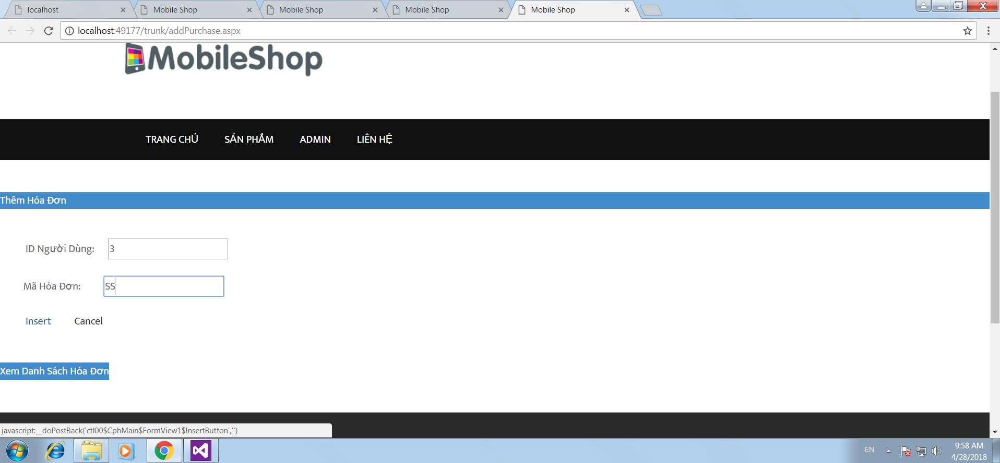 localhost
Mobile Shop
Mobile Shop
Mobile Shop
Mobile Shop
localhost:49177/trunk/addPurchase.aspx
MobileShop
TRANG CHỦ SẢN PHẨM ADMIN LIÊN HỆ
Thêm Hóa Đơn
ID Người Dùng: 3
Mã Hóa Đơn: SS
Insert Cancel
Xem Danh Sách Hóa Đơn
javascript:__doPostBack('ctl00$CphMain$FormView1$InsertButton','')
EN
9:58 AM
4/28/2018